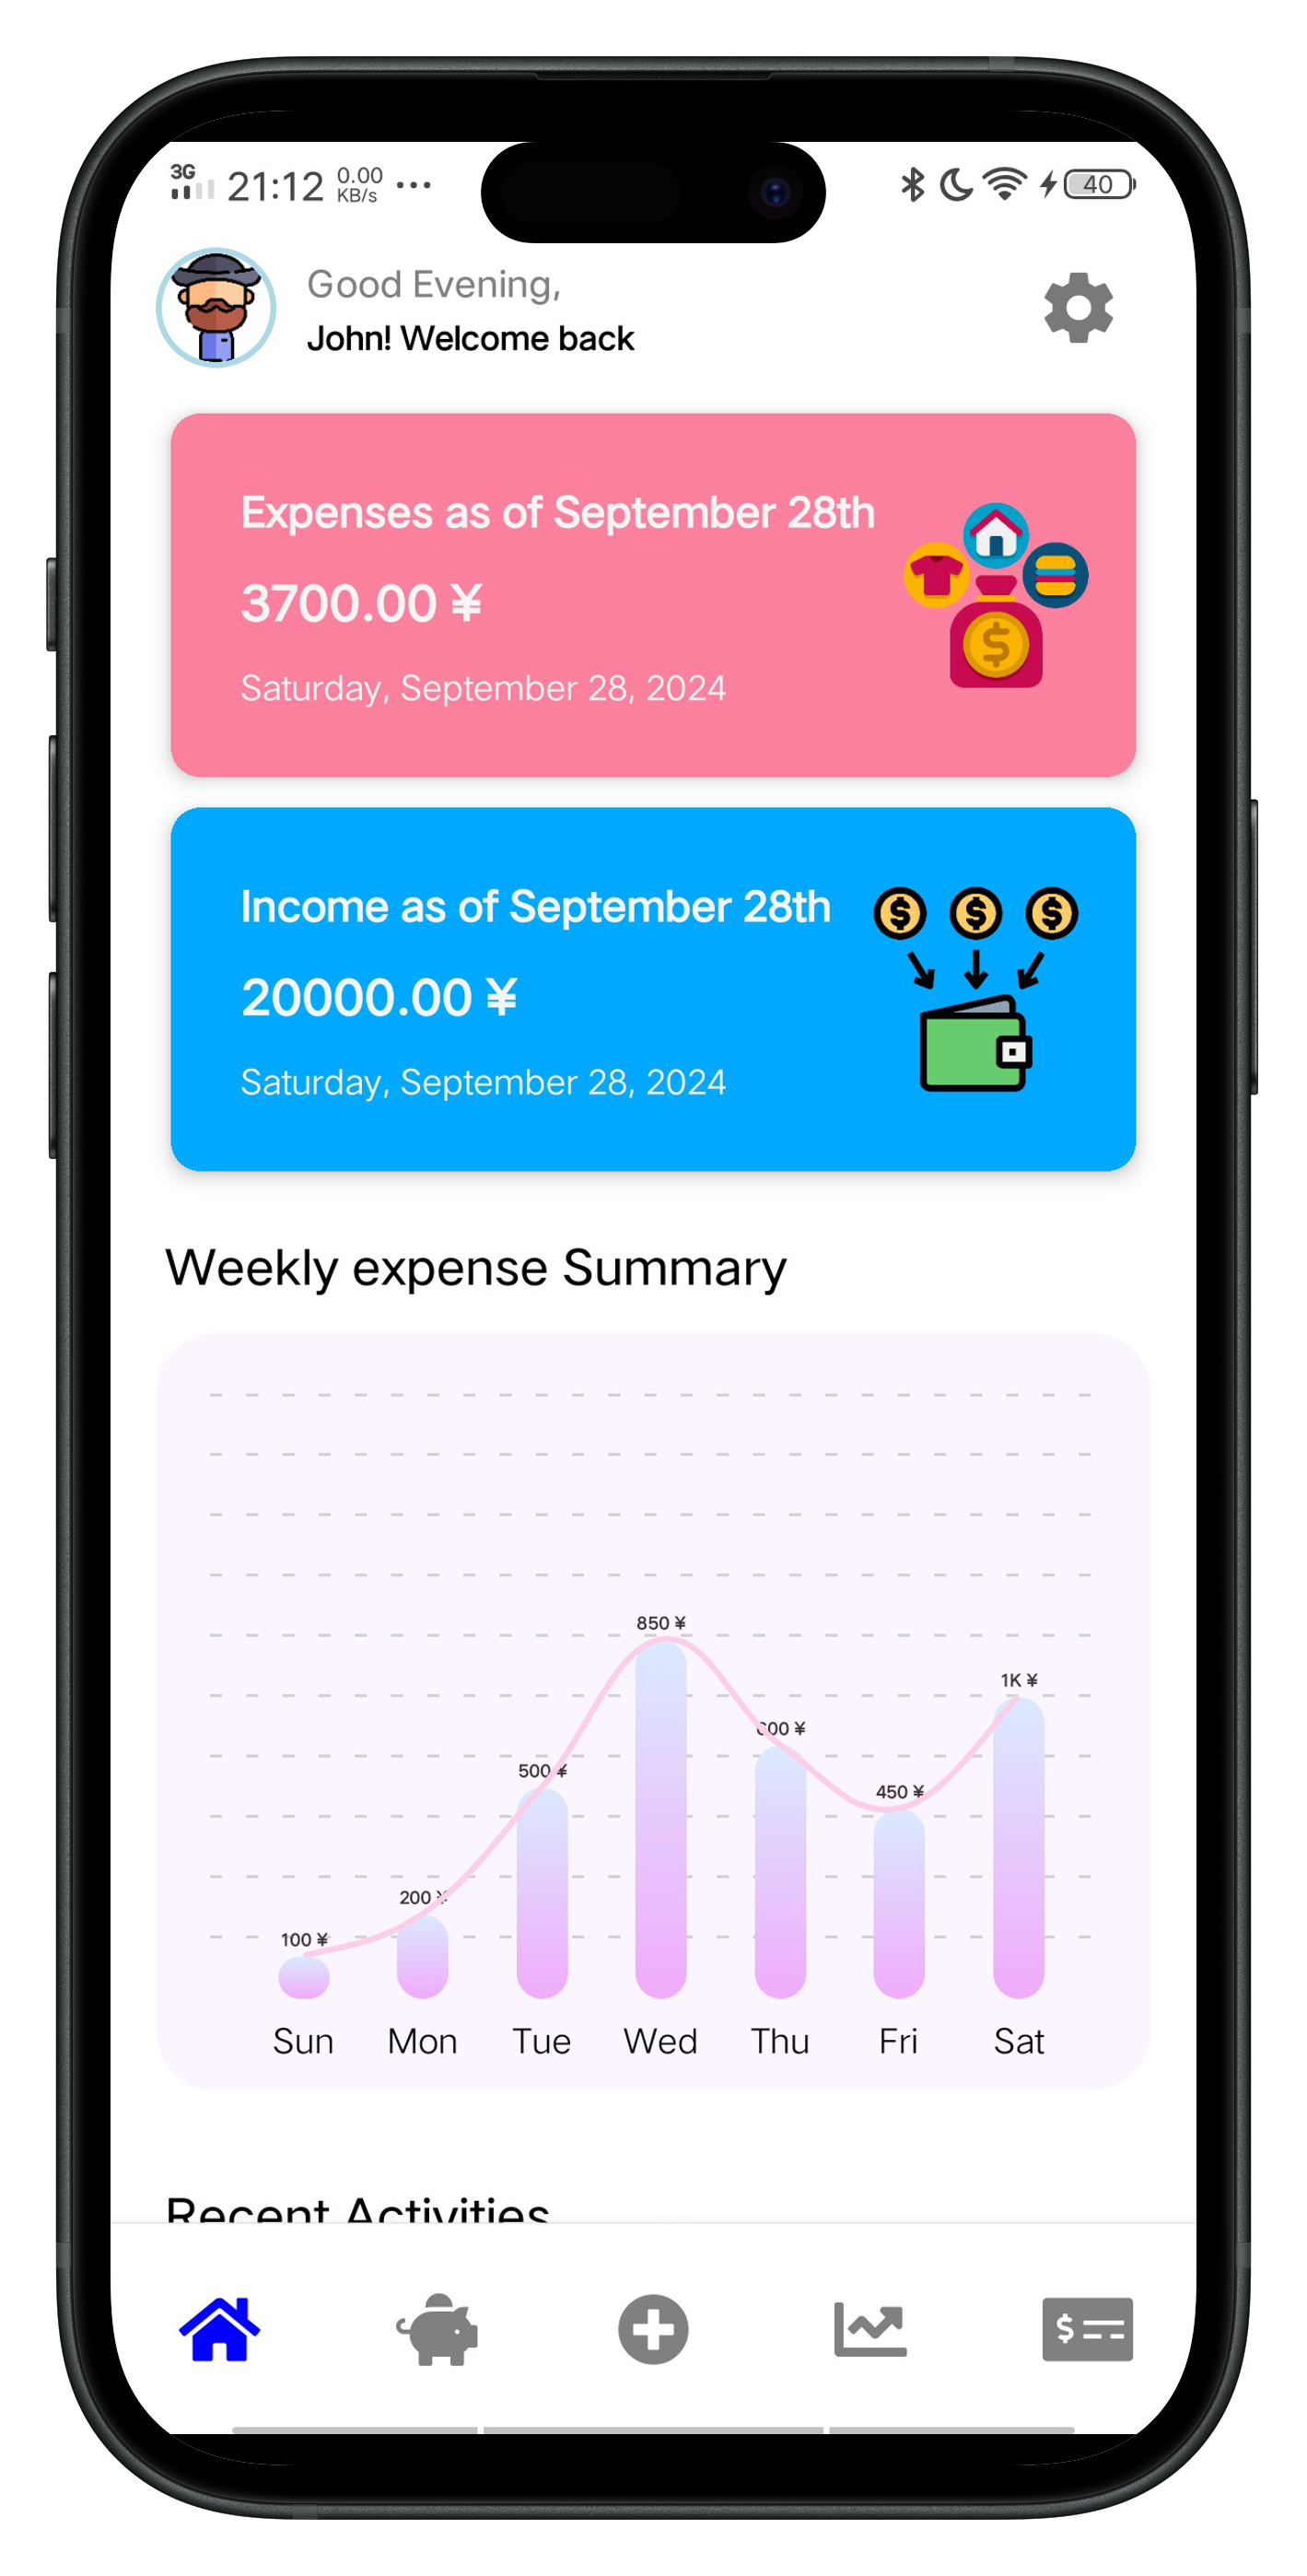 3G 21:12 0.00 KB/s ... 40
Good Evening,
John! Welcome back
Expenses as of September 28th
3700.00 ¥
Saturday, September 28, 2024
Income as of September 28th
20000.00 ¥
Saturday, September 28, 2024
Weekly expense Summary
850 ¥
1K ¥
600 ¥
500 ¥
450 ¥
200 ¥
100 ¥
Sun Mon Tue Wed Thu Fri Sat
Recent Activities